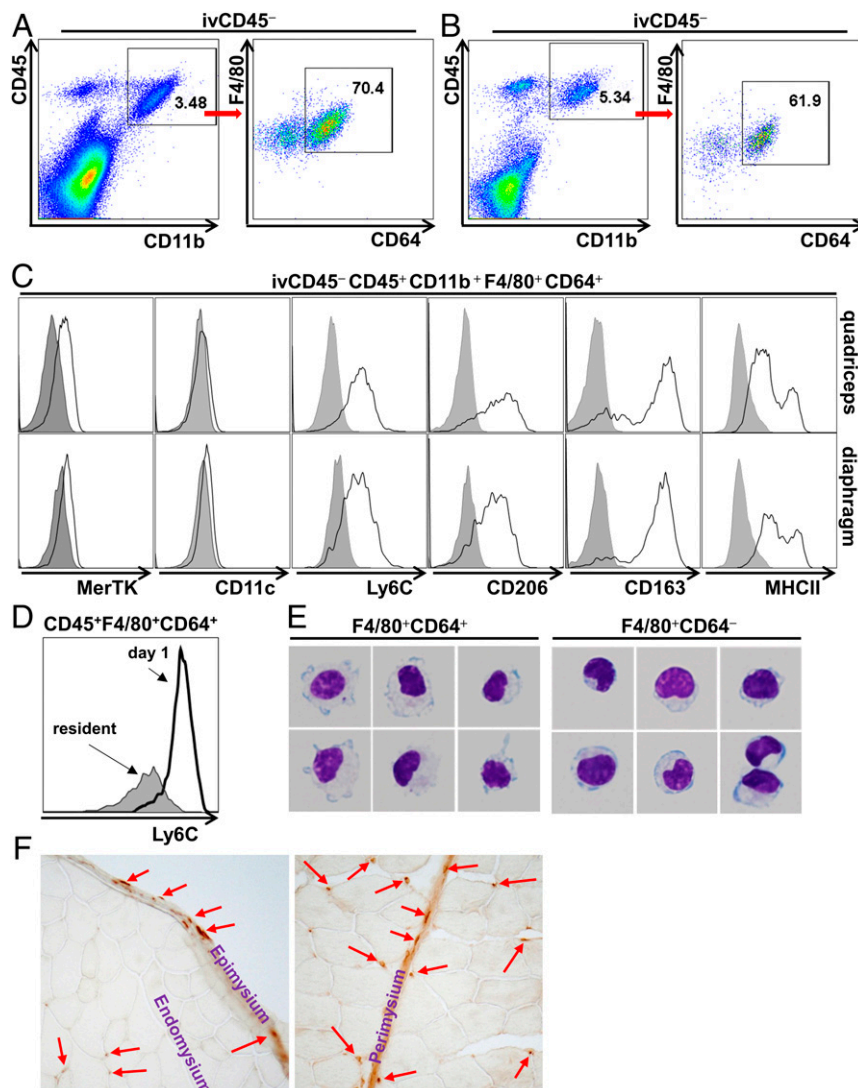 A
ivCD45⁻
CD45
3.48
CD11b
F4/80
70.4
CD64
B
ivCD45⁻
CD45
5.34
CD11b
F4/80
61.9
CD64
C
ivCD45⁻ CD45⁺ CD11b⁺ F4/80⁺ CD64⁺
quadriceps
diaphragm
MerTK
CD11c
Ly6C
CD206
CD163
MHCII
D
CD45⁺F4/80⁺CD64⁺
day 1
resident
Ly6C
E
F4/80⁺CD64⁺
F4/80⁺CD64⁻
F
Epimysium
Endomysium
Perimysium